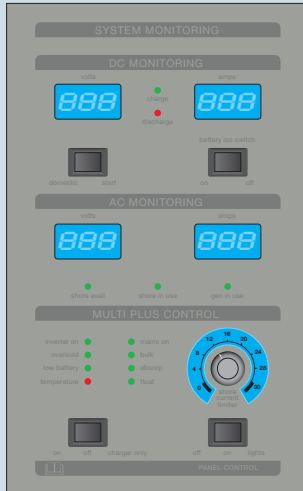 SYSTEM MONITORING
DC MONITORING
volts amps
888 888
charge
discharge
battery iso switch
domestic start on off
AC MONITORING
volts amps
888 888
shore avail shore in use gen in use
MULTI PLUS CONTROL
inverter on mains on
overload bulk
low battery absorp
temperature float
0 4 8 12 16 20 24 28 30
shore
current
limiter
on off charger only off on lights
PANEL CONTROL